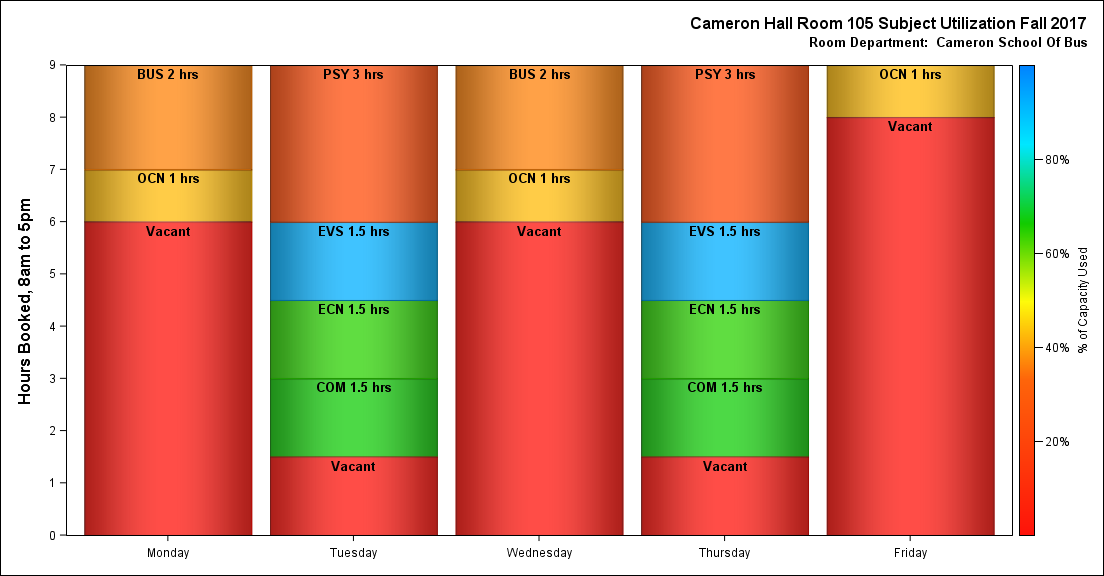 Cameron Hall Room 105 Subject Utilization Fall 2017
Room Department:  Cameron School Of Bus
Hours Booked, 8am to 5pm
9
8
7
6
5
4
3
2
1
0
BUS 2 hrs
OCN 1 hrs
Vacant
PSY 3 hrs
EVS 1.5 hrs
ECN 1.5 hrs
COM 1.5 hrs
Vacant
BUS 2 hrs
OCN 1 hrs
Vacant
PSY 3 hrs
EVS 1.5 hrs
ECN 1.5 hrs
COM 1.5 hrs
Vacant
OCN 1 hrs
Vacant
Monday
Tuesday
Wednesday
Thursday
Friday
80%
60%
40%
20%
% of Capacity Used